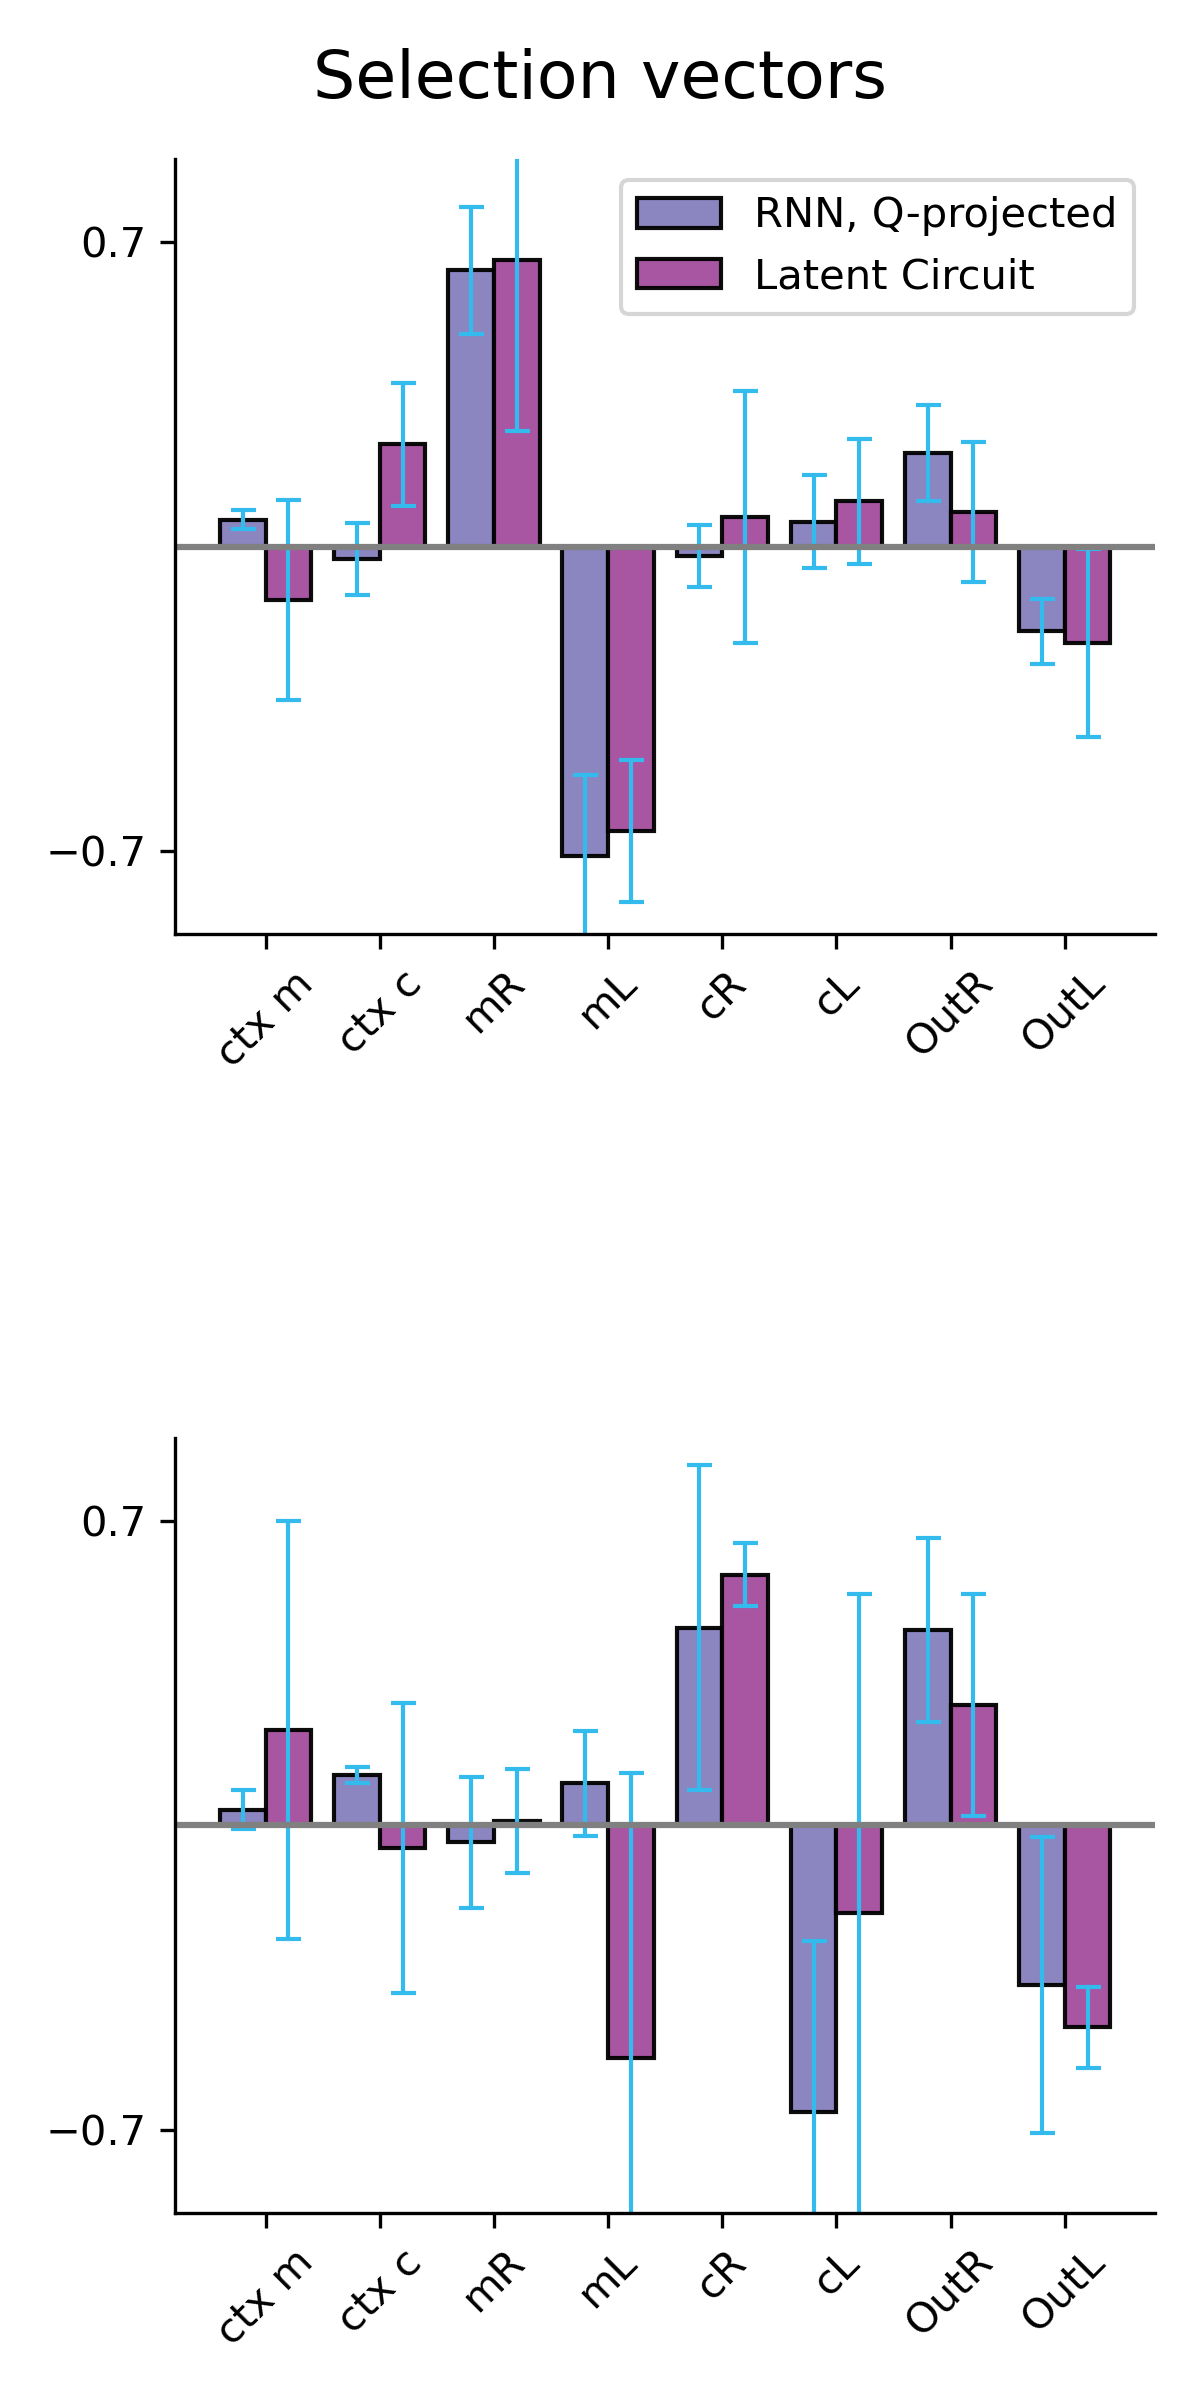 Selection vectors
0.7
−0.7
RNN, Q-projected
Latent Circuit
ctx m
ctx c
mR
mL
cR
cL
OutR
OutL
0.7
−0.7
ctx m
ctx c
mR
mL
cR
cL
OutR
OutL